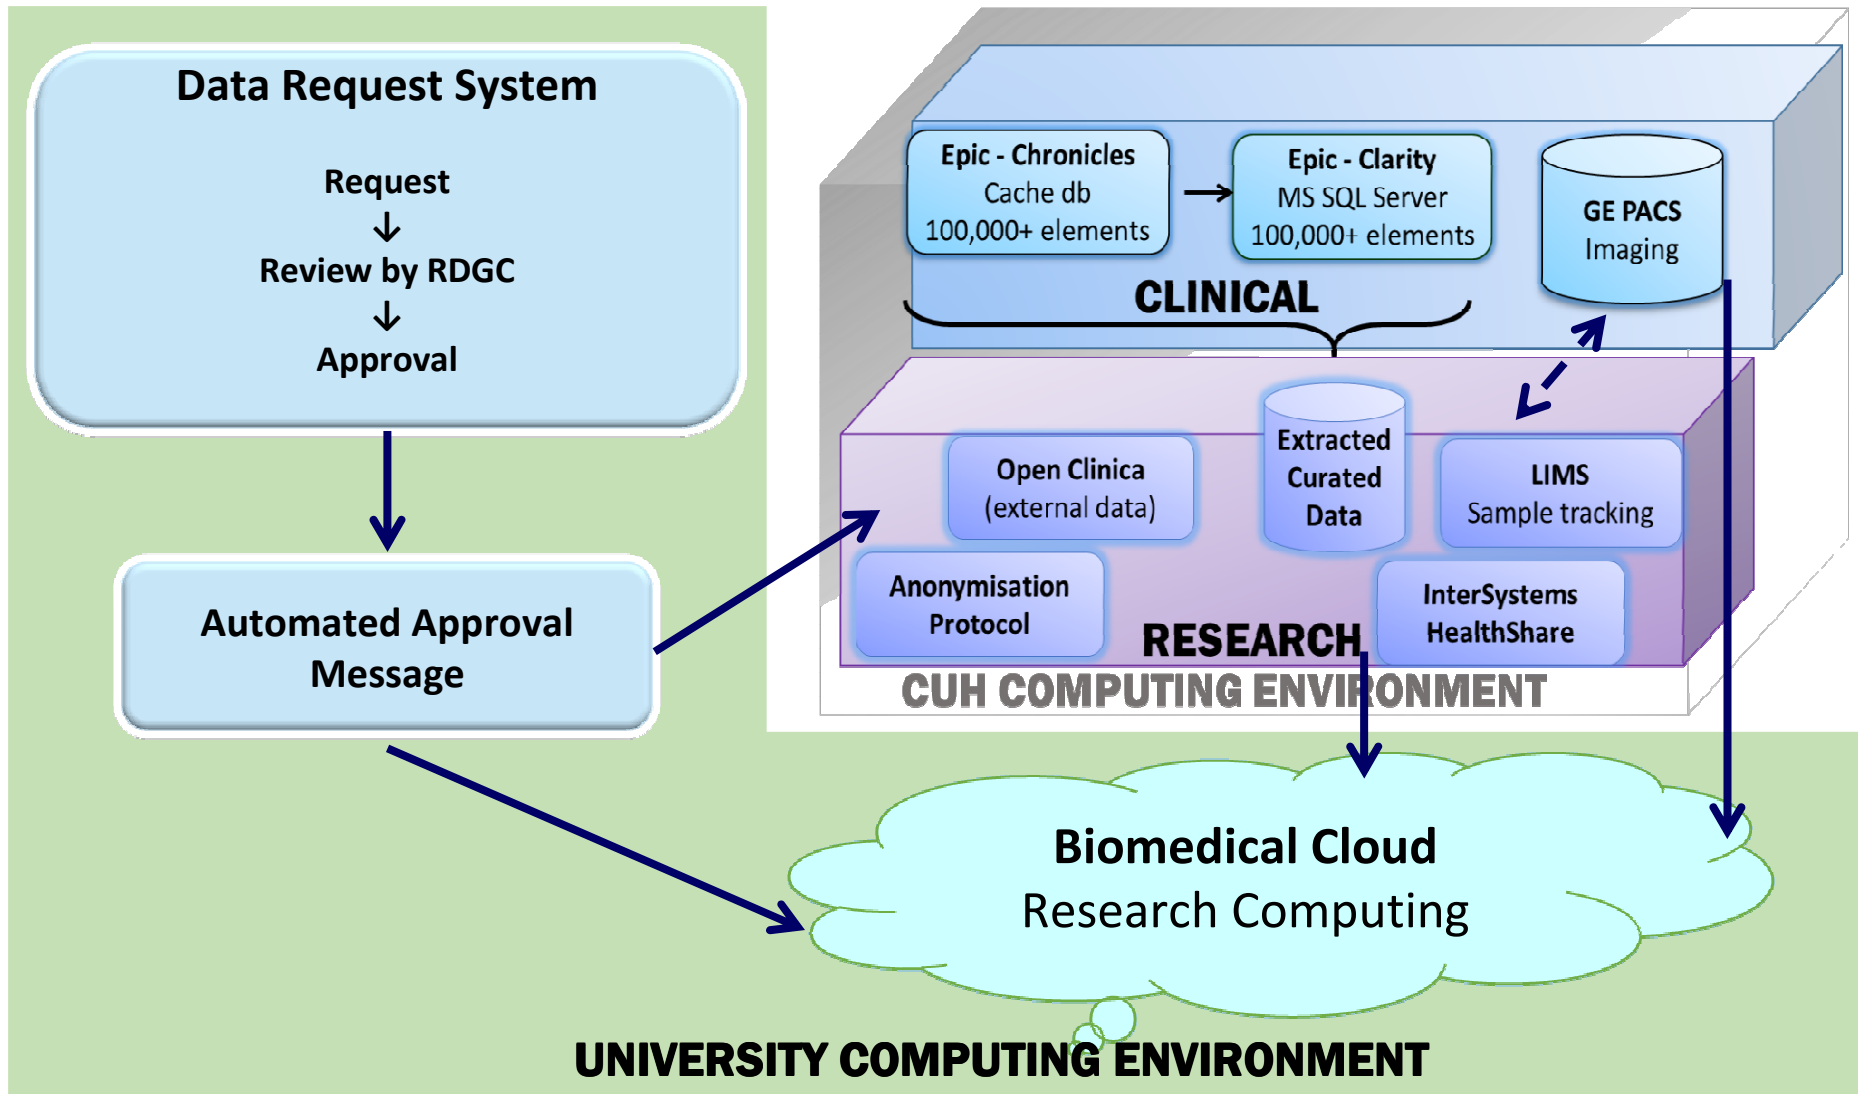 Data Request System
Request
↓
Review by RDGC
↓
Approval
Automated Approval
Message
Epic - Chronicles
Cache db
100,000+ elements
Epic - Clarity
MS SQL Server
100,000+ elements
GE PACS
Imaging
CLINICAL
Open Clinica
(external data)
Extracted
Curated
Data
LIMS
Sample tracking
Anonymisation
Protocol
InterSystems
HealthShare
RESEARCH
CUH COMPUTING ENVIRONMENT
Biomedical Cloud
Research Computing
UNIVERSITY COMPUTING ENVIRONMENT